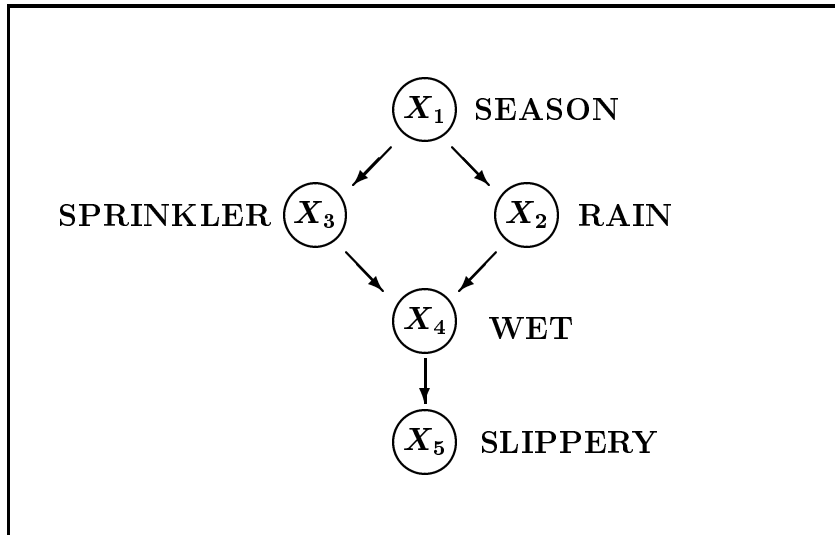 X₁ SEASON
SPRINKLER X₃ X₂ RAIN
X₄ WET
X₅ SLIPPERY